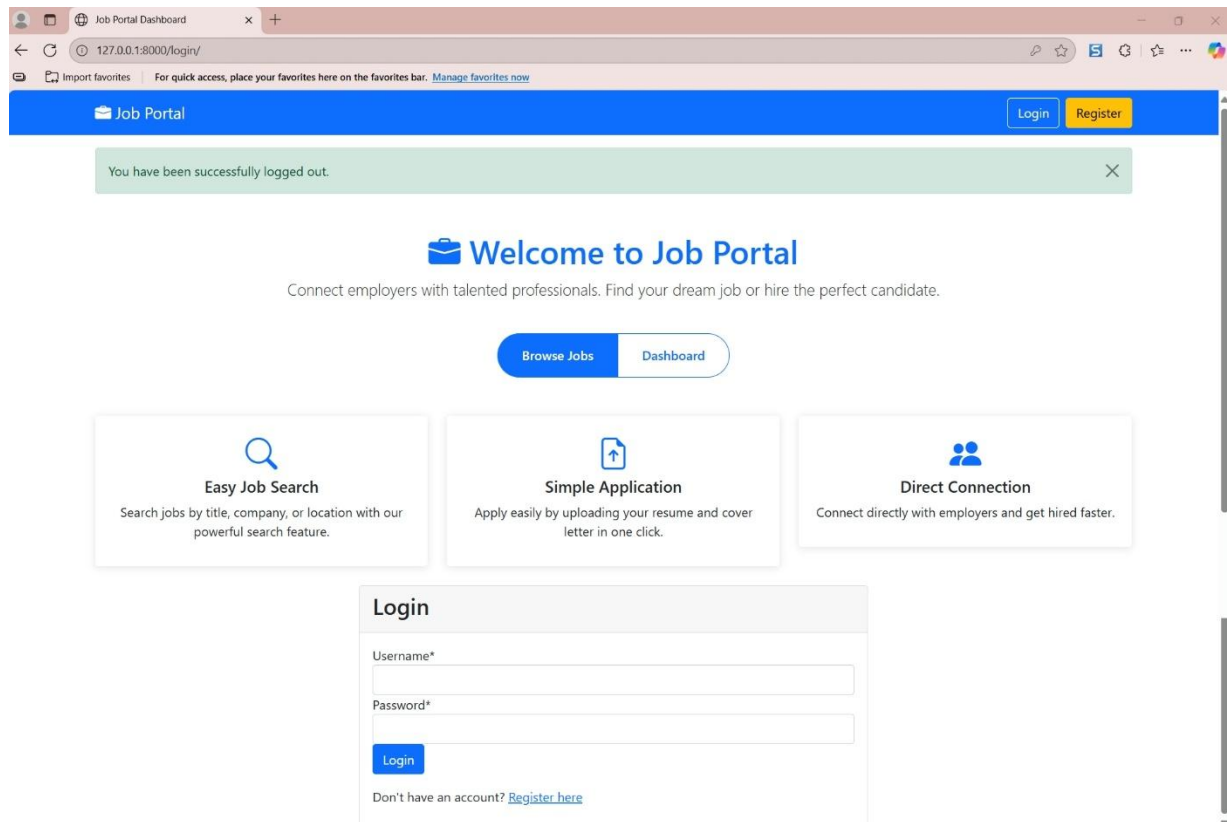 Job Portal Dashboard
127.0.0.1:8000/login/
Import favorites
For quick access, place your favorites here on the favorites bar. Manage favorites now
Job Portal
Login
Register
You have been successfully logged out.
Welcome to Job Portal
Connect employers with talented professionals. Find your dream job or hire the perfect candidate.
Browse Jobs
Dashboard
Easy Job Search
Search jobs by title, company, or location with our
powerful search feature.
Simple Application
Apply easily by uploading your resume and cover
letter in one click.
Direct Connection
Connect directly with employers and get hired faster.
Login
Username*
Password*
Login
Don't have an account? Register here